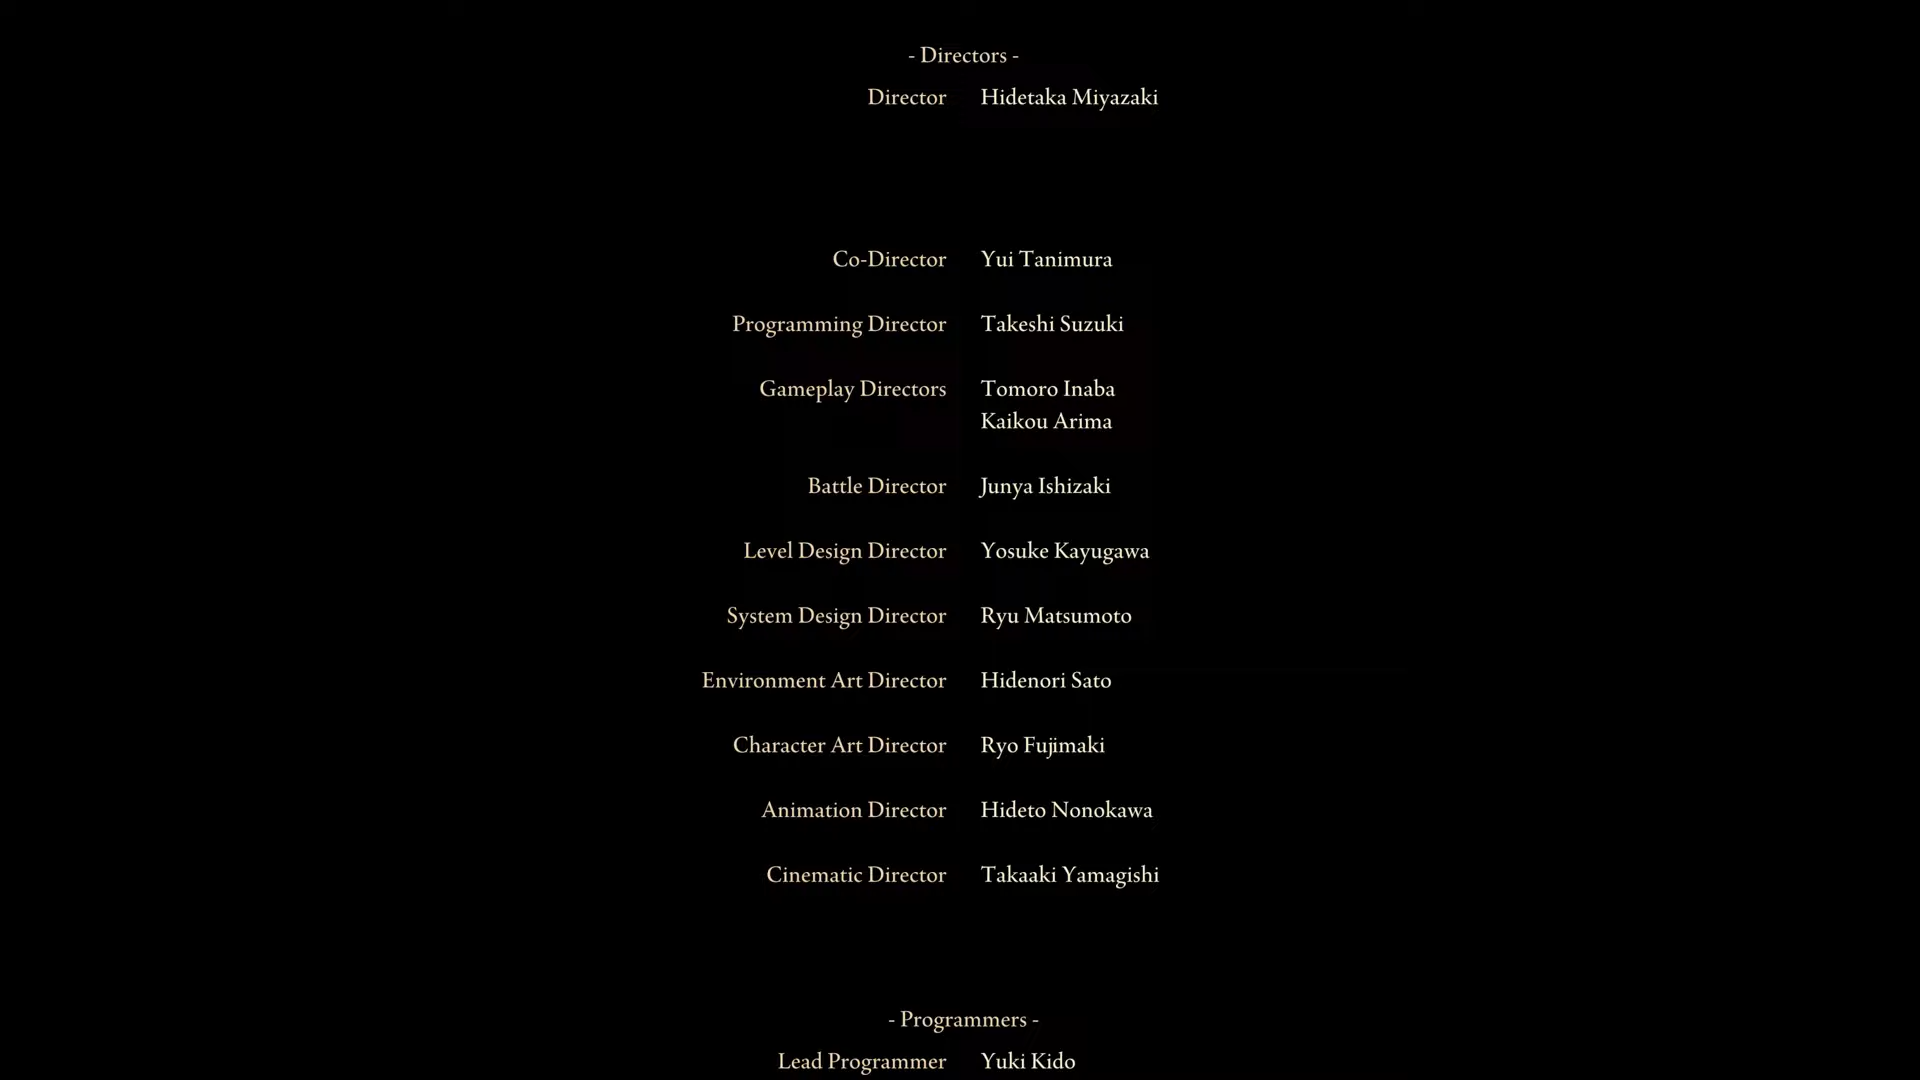 - Directors -
Director Hidetaka Miyazaki
Co-Director Yui Tanimura
Programming Director Takeshi Suzuki
Gameplay Directors Tomoro Inaba
Kaikou Arima
Battle Director Junya Ishizaki
Level Design Director Yosuke Kayugawa
System Design Director Ryu Matsumoto
Environment Art Director Hidenori Sato
Character Art Director Ryo Fujimaki
Animation Director Hideto Nonokawa
Cinematic Director Takaaki Yamagishi
- Programmers -
Lead Programmer Yuki Kido